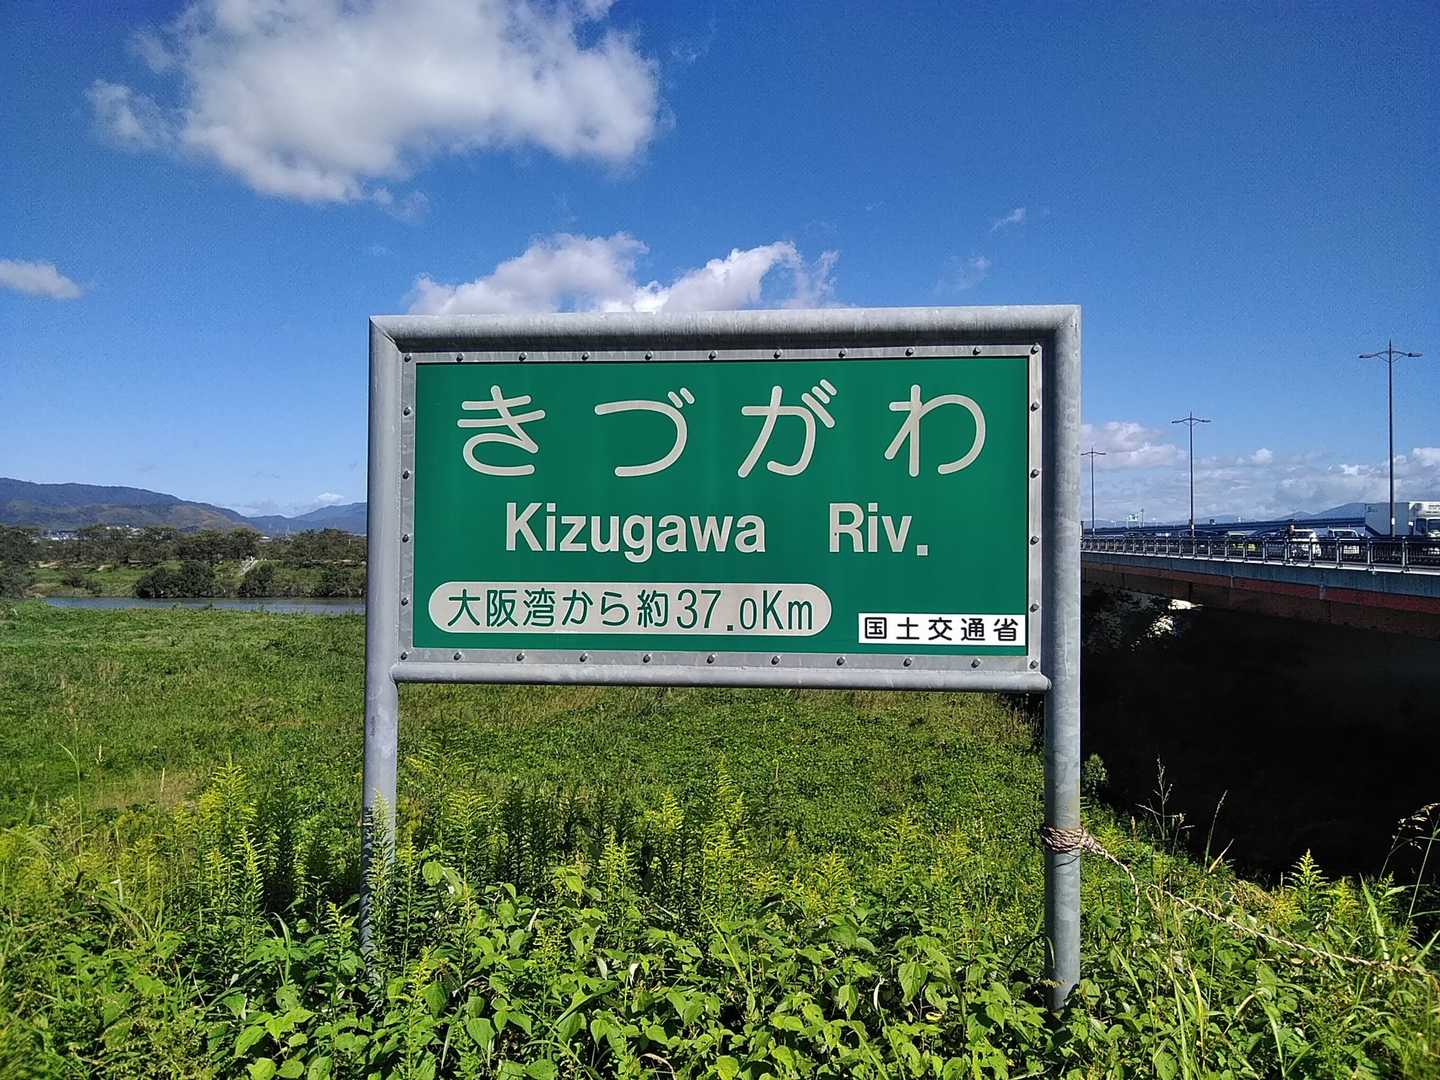 きづがわ
Kizugawa Riv.
大阪湾から約37.0Km
国土交通省